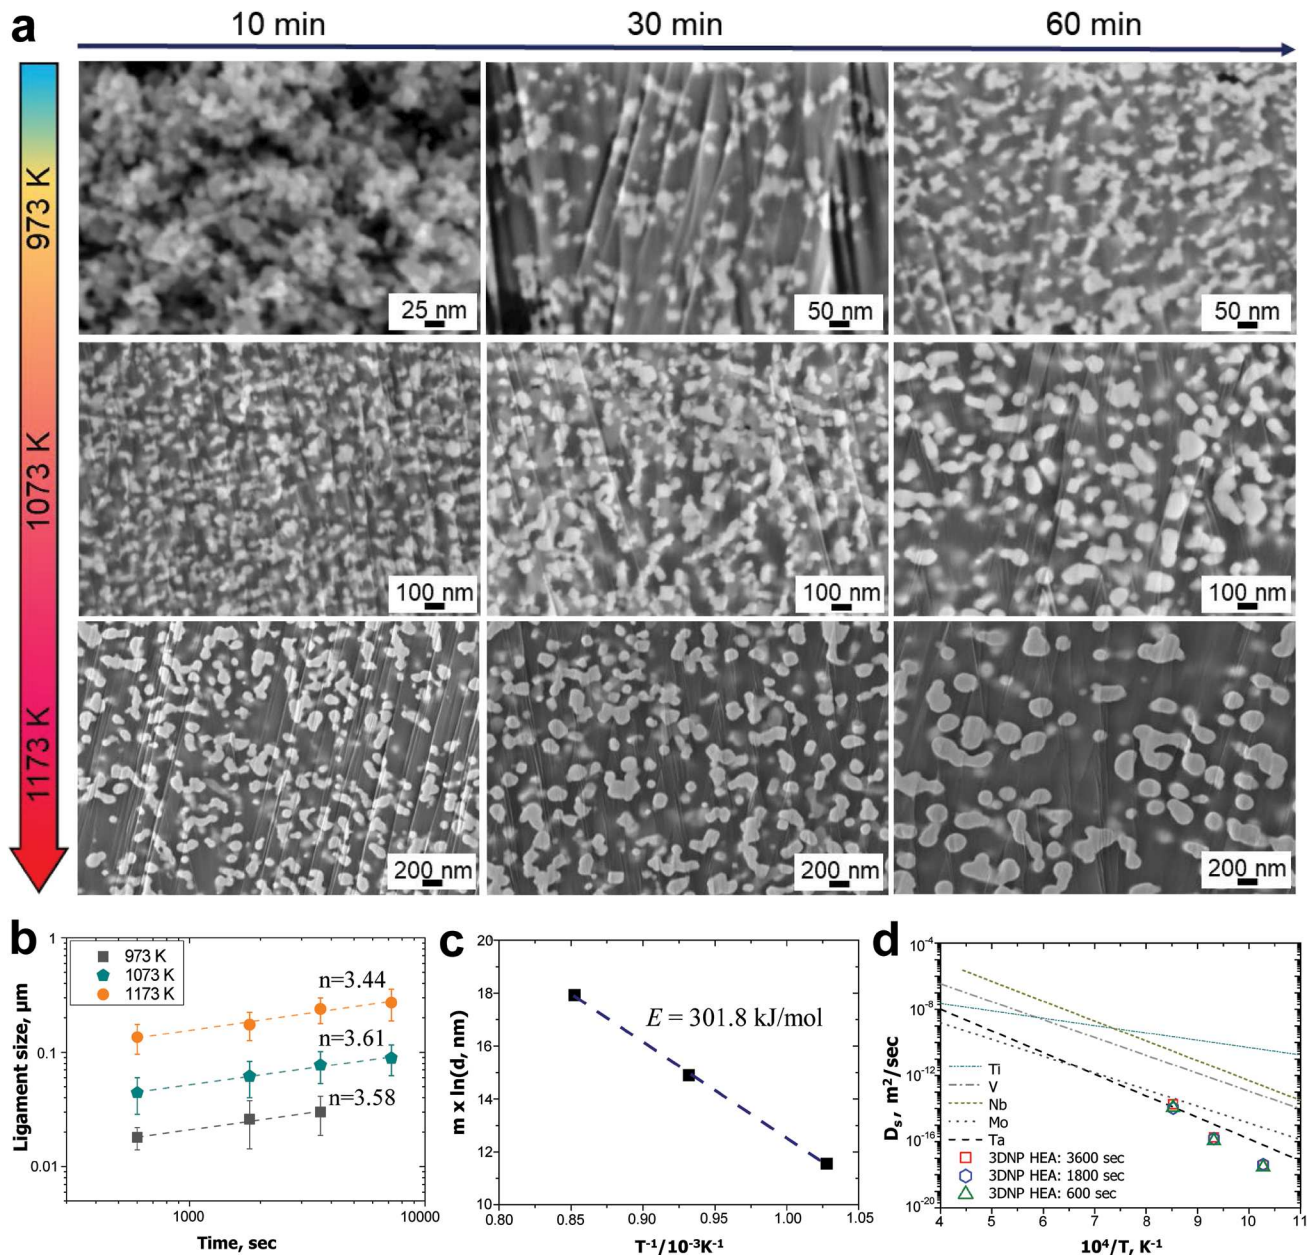 a
10 min 30 min 60 min
973 K
25 nm 50 nm 50 nm
1073 K
100 nm 100 nm 100 nm
1173 K
200 nm 200 nm 200 nm
b
Ligament size, μm
1
0.1
0.01
973 K
1073 K
1173 K
n=3.44
n=3.61
n=3.58
1000 10000
Time, sec
c
m x ln(d, nm)
20
18
16
14
12
10
E = 301.8 kJ/mol
0.80 0.85 0.90 0.95 1.00 1.05
T⁻¹/10⁻³K⁻¹
d
Dₛ, m²/sec
10⁻⁴
10⁻⁸
10⁻¹²
10⁻¹⁶
10⁻²⁰
Ti
V
Nb
Mo
Ta
3DNP HEA: 3600 sec
3DNP HEA: 1800 sec
3DNP HEA: 600 sec
4 5 6 7 8 9 10 11
10⁴/T, K⁻¹